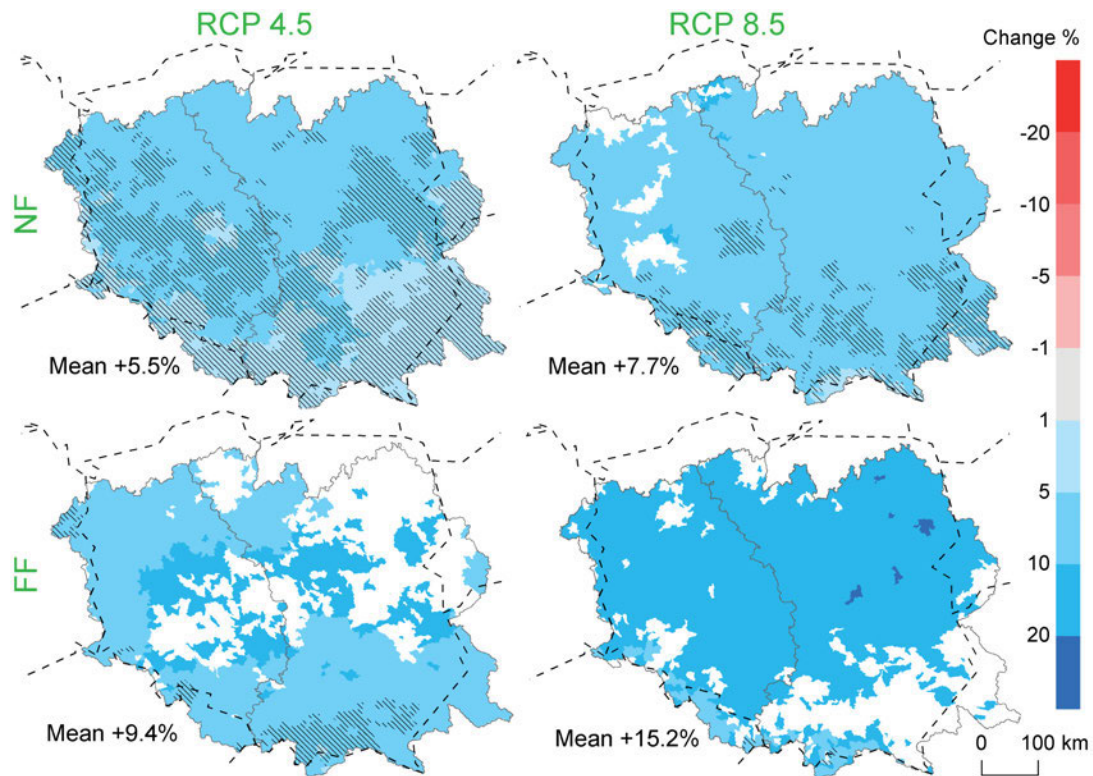 RCP 4.5
RCP 8.5
Change %
-20
-10
-5
-1
1
5
10
20
NF
Mean +5.5%
Mean +7.7%
FF
Mean +9.4%
Mean +15.2%
0 100 km